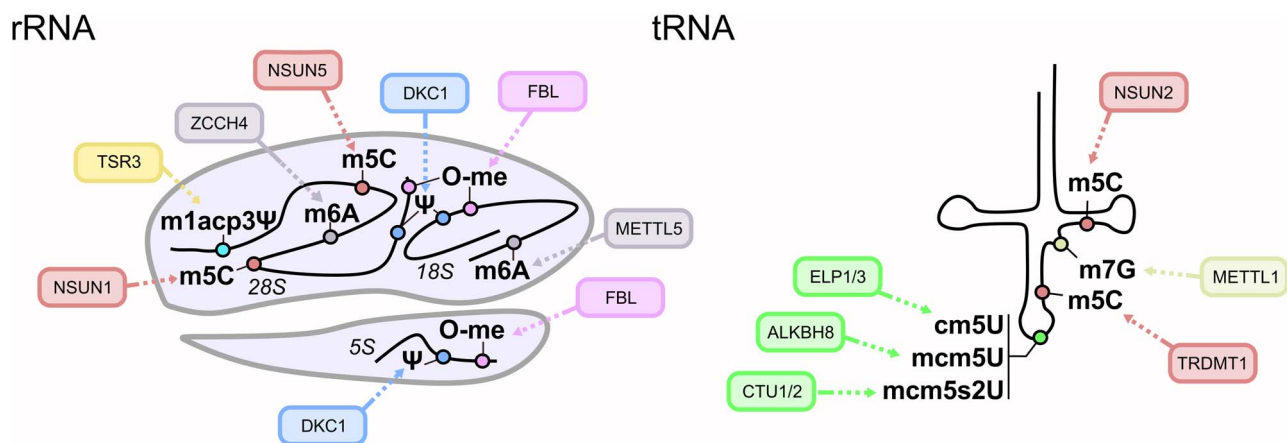 rRNA
NSUN5
DKC1
FBL
ZCCH4
TSR3
m5C
O-me
m1acp3Ψ
m6A
Ψ
METTL5
m5C
28S
18S
m6A
NSUN1
FBL
5S
O-me
Ψ
DKC1
tRNA
NSUN2
m5C
m7G
METTL1
m5C
ELP1/3
cm5U
ALKBH8
mcm5U
TRDMT1
CTU1/2
mcm5s2U